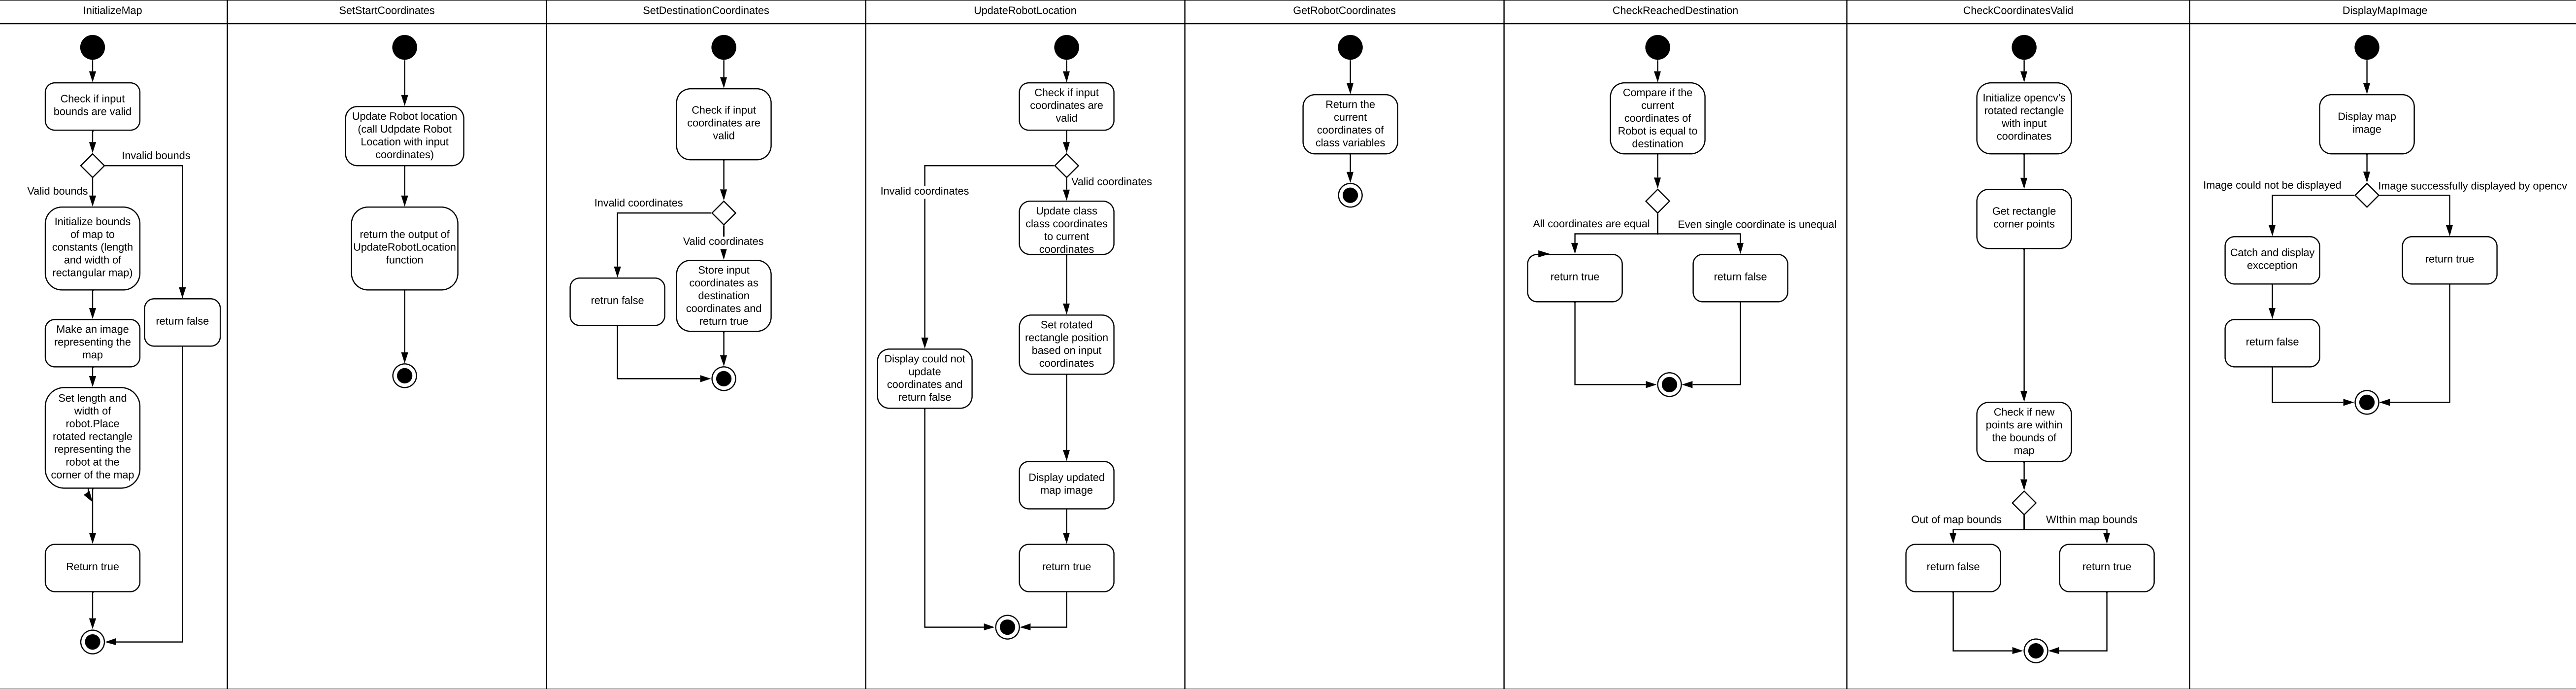 InitializeMap
SetStartCoordinates
SetDestinationCoordinates
UpdateRobotLocation
GetRobotCoordinates
CheckReachedDestination
CheckCoordinatesValid
DisplayMapImage
Check if input
bounds are valid
Invalid bounds
Valid bounds
Initialize bounds
of map to
constants (length
and width of
rectangular map)
return false
Make an image
representing the
map
Set length and
width of
robot.Place
rotated rectangle
representing the
robot at the
corner of the map
Return true
Update Robot location
(call Udpdate Robot
Location with input
coordinates)
return the output of
UpdateRobotLocation
function
Check if input
coordinates are
valid
Invalid coordinates
Valid coordinates
retrun false
Store input
coordinates as
destination
coordinates and
return true
Check if input
coordinates are
valid
Invalid coordinates
Valid coordinates
Update class
class coordinates
to current
coordinates
Set rotated
rectangle position
based on input
coordinates
Display could not
update
coordinates and
return false
Display updated
map image
return true
Return the
current
coordinates of
class variables
Compare if the
current
coordinates of
Robot is equal to
destination
All coordinates are equal
Even single coordinate is unequal
return true
return false
Initialize opencv's
rotated rectangle
with input
coordinates
Get rectangle
corner points
Check if new
points are within
the bounds of
map
Out of map bounds
WIthin map bounds
return false
return true
Display map
image
Image could not be displayed
Image successfully displayed by opencv
Catch and display
excception
return true
return false